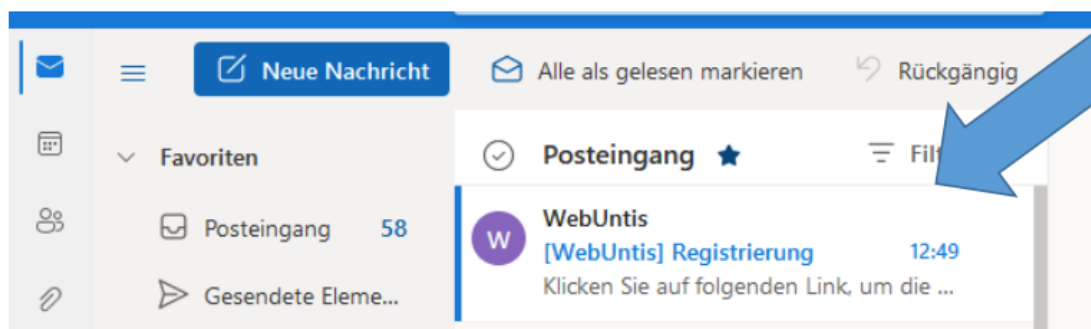 Neue Nachricht
Alle als gelesen markieren
Rückgängig
Favoriten
Posteingang 58
Gesendete Eleme...
Posteingang
W
WebUntis
[WebUntis] Registrierung 12:49
Klicken Sie auf folgenden Link, um die ...